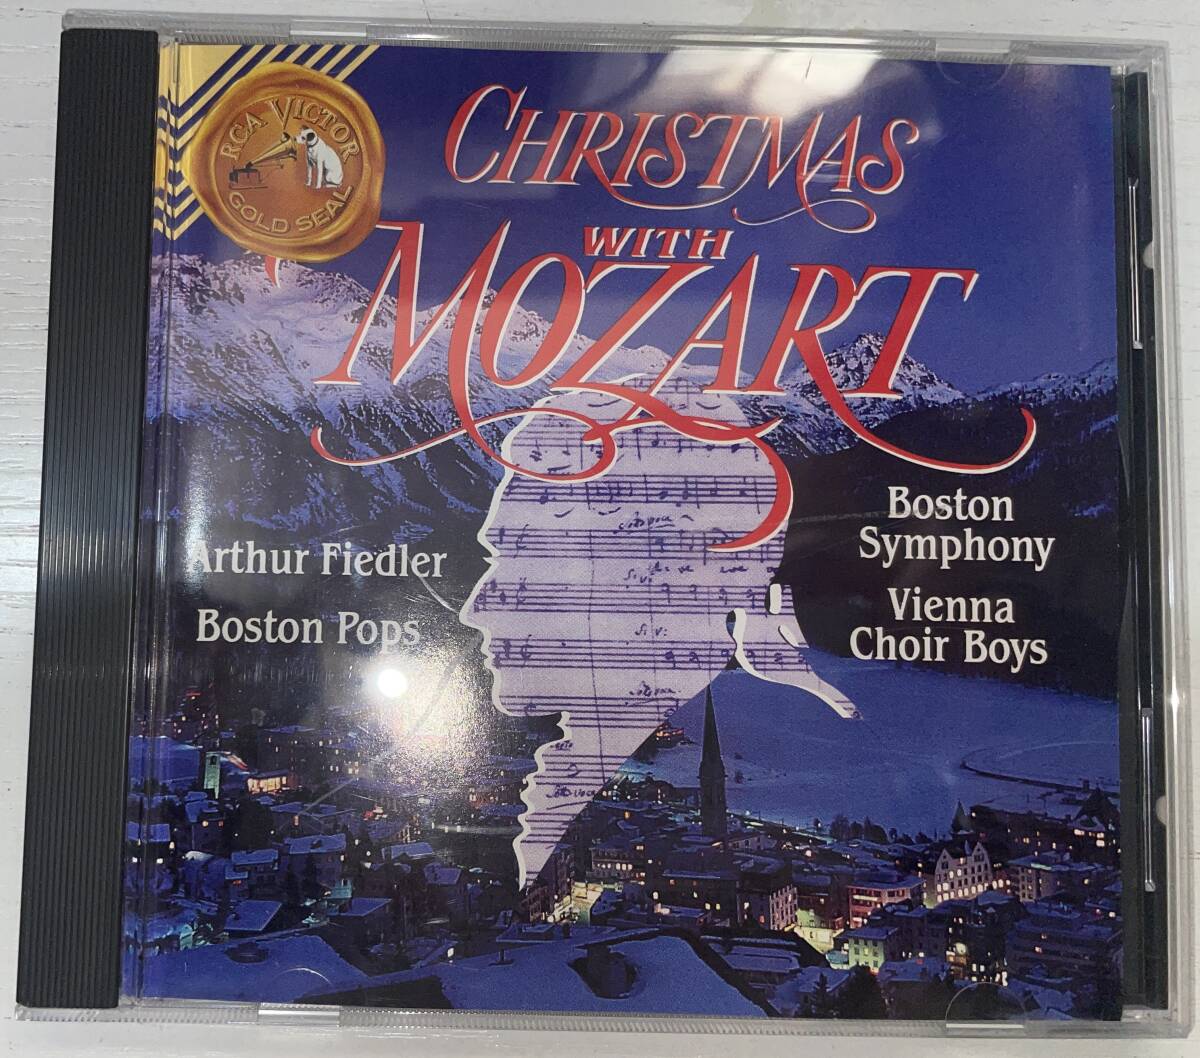 RCA VICTOR
GOLD SEAL
CHRISTMAS
WITH
MOZART
Arthur Fiedler
Boston Pops
Boston
Symphony
Vienna
Choir Boys